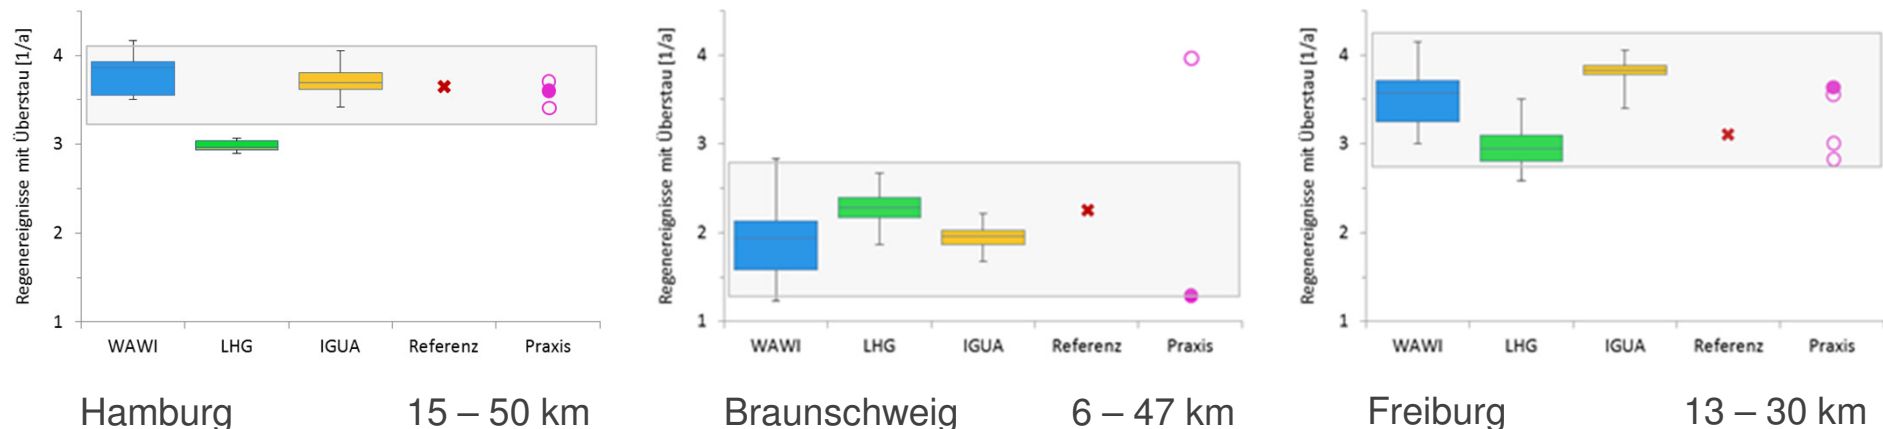 Regenereignisse mit Überstau [1/a]
4
3
2
1
WAWI LHG IGUA Referenz Praxis
Hamburg 15 – 50 km
Regenereignisse mit Überstau [1/a]
4
3
2
1
WAWI LHG IGUA Referenz Praxis
Braunschweig 6 – 47 km
Regenereignisse mit Überstau [1/a]
4
3
2
1
WAWI LHG IGUA Referenz Praxis
Freiburg 13 – 30 km